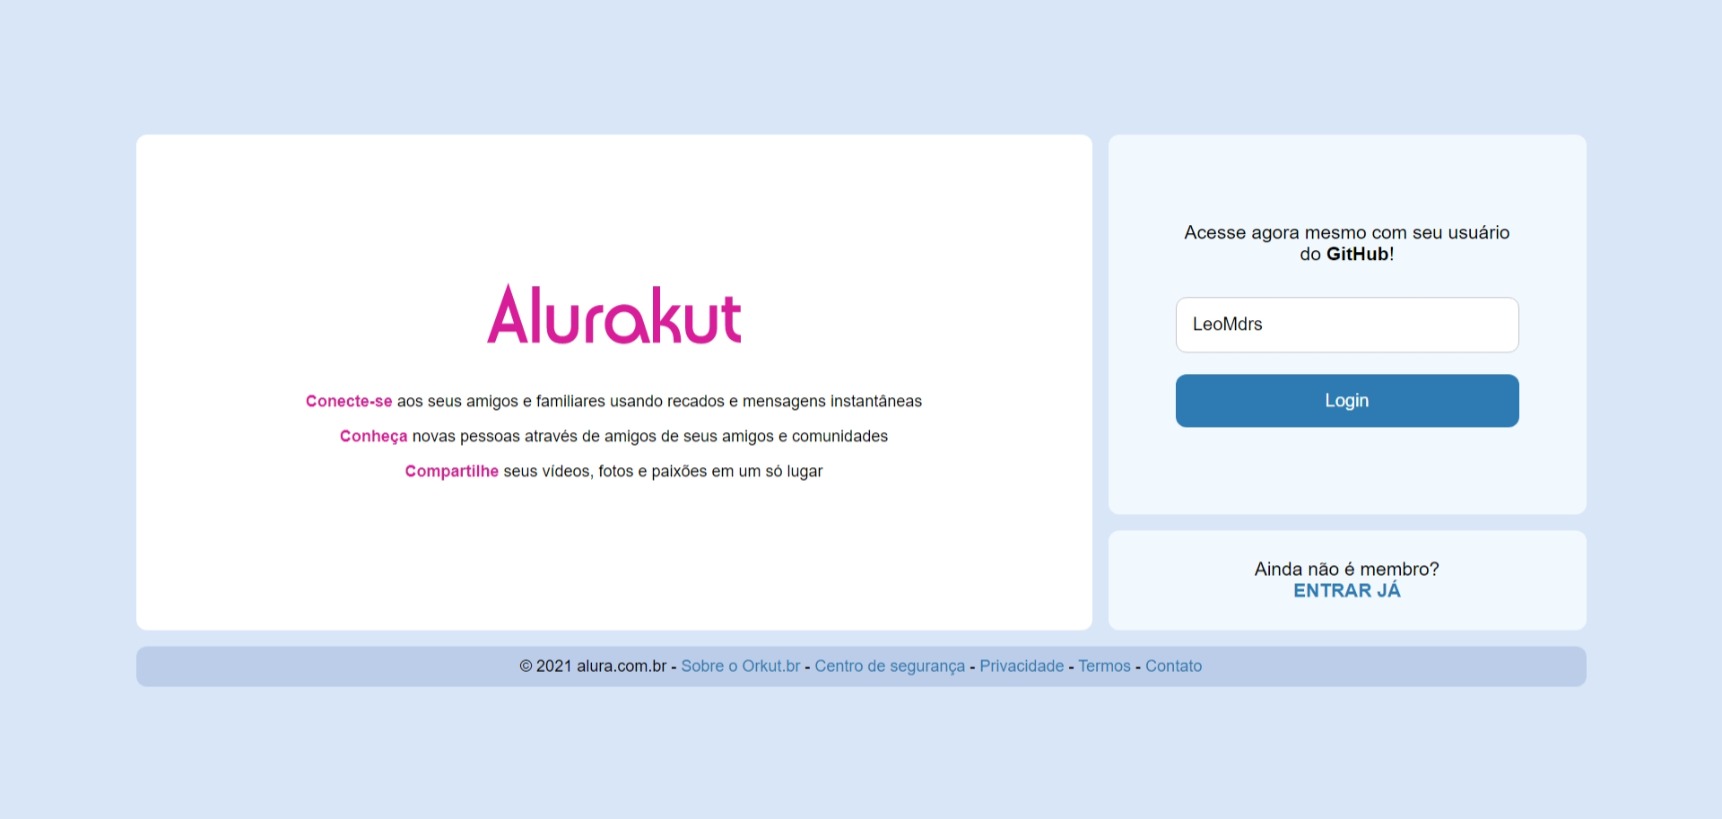 Alurakut
Conecte-se aos seus amigos e familiares usando recados e mensagens instantâneas
Conheça novas pessoas através de amigos de seus amigos e comunidades
Compartilhe seus vídeos, fotos e paixões em um só lugar
Acesse agora mesmo com seu usuário
do GitHub!
LeoMdrs
Login
Ainda não é membro?
ENTRAR JÁ
© 2021 alura.com.br - Sobre o Orkut.br - Centro de segurança - Privacidade - Termos - Contato